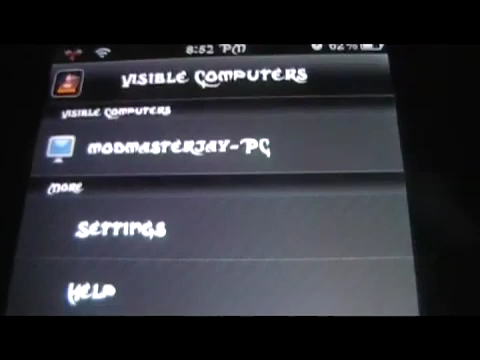 8:52 PM 62%
Visible Computers
Visible Computers
modmasterjay-PC
More
Settings
Help